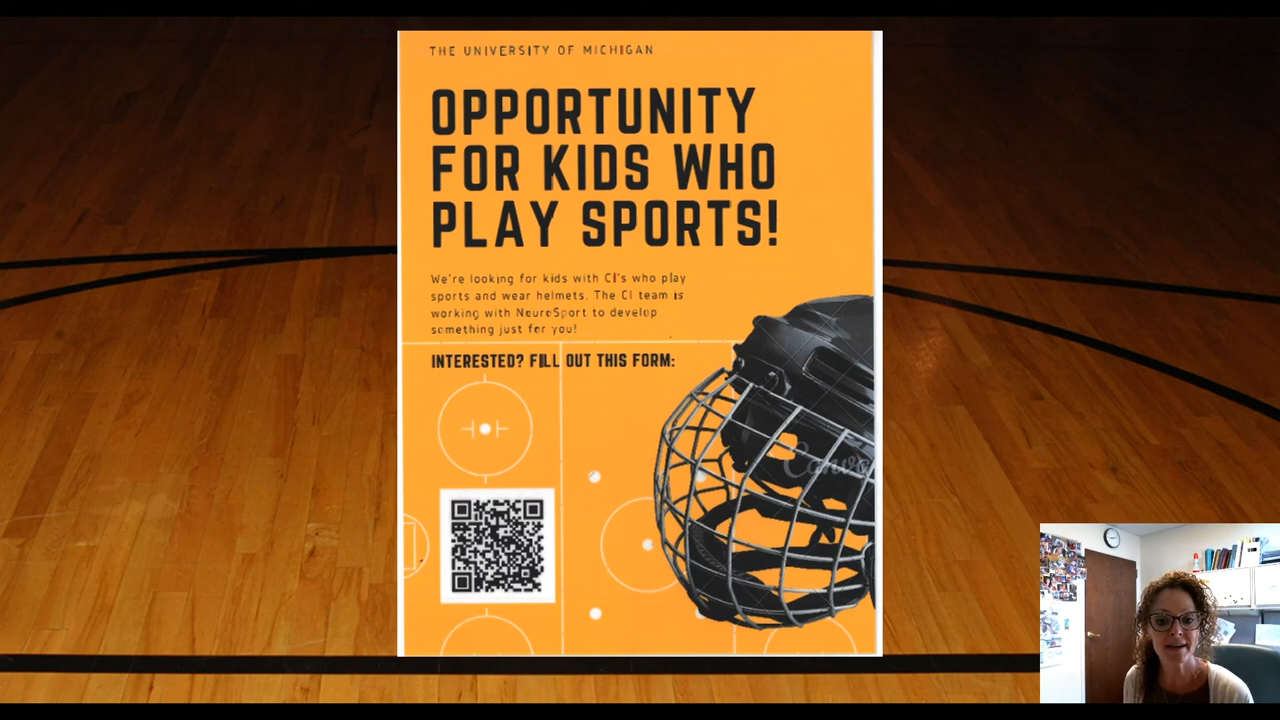 THE UNIVERSITY OF MICHIGAN
OPPORTUNITY
FOR KIDS WHO
PLAY SPORTS!
We're looking for kids with CI's who play
sports and wear helmets. The CI team is
working with NeuroSport to develop
something just for you!
INTERESTED? FILL OUT THIS FORM:
Canva